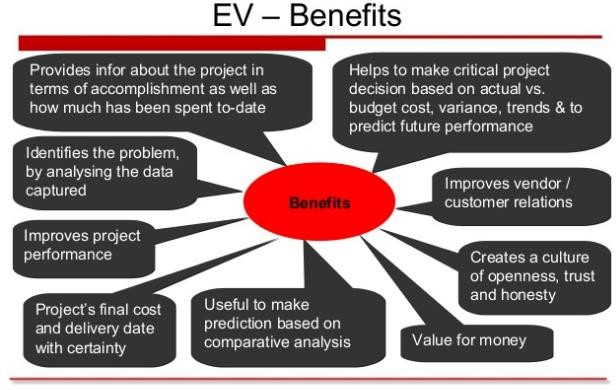 EV – Benefits
Provides infor about the project in
terms of accomplishment as well as
how much has been spent to-date
Helps to make critical project
decision based on actual vs.
budget cost, variance, trends & to
predict future performance
Identifies the problem,
by analysing the data
captured
Benefits
Improves vendor /
customer relations
Improves project
performance
Creates a culture
of openness, trust
and honesty
Project's final cost
and delivery date
with certainty
Useful to make
prediction based on
comparative analysis
Value for money